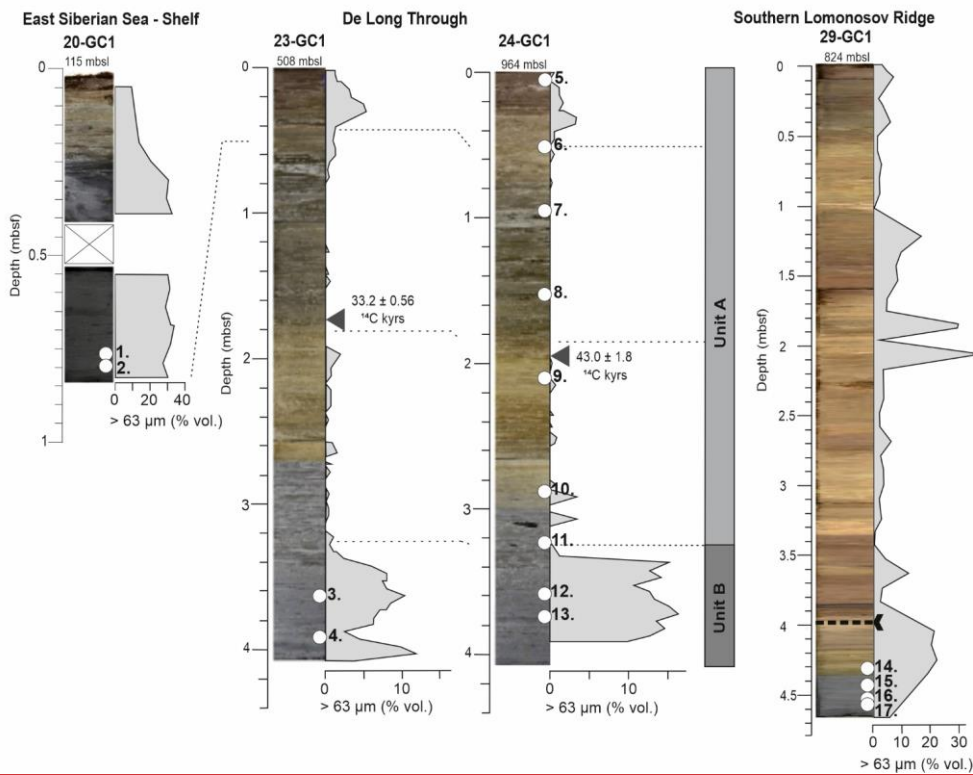 East Siberian Sea - Shelf
20-GC1
115 mbsl
De Long Through
23-GC1
508 mbsl
24-GC1
964 mbsl
Southern Lomonosov Ridge
29-GC1
824 mbsl
Depth (mbsf)
0
0.5
1
1.
2.
0 20 40
> 63 µm (% vol.)
Depth (mbsf)
0
1
2
3
4
33.2 ± 0.56
¹⁴C kyrs
3.
4.
0 10
> 63 µm (% vol.)
0
1
2
3
4
5.
6.
7.
8.
43.0 ± 1.8
¹⁴C kyrs
9.
10.
11.
12.
13.
0 10
> 63 µm (% vol.)
Unit A
Unit B
Depth (mbsf)
0
0.5
1
1.5
2
2.5
3
3.5
4
4.5
14.
15.
16.
17.
0 10 20 30
> 63 µm (% vol.)